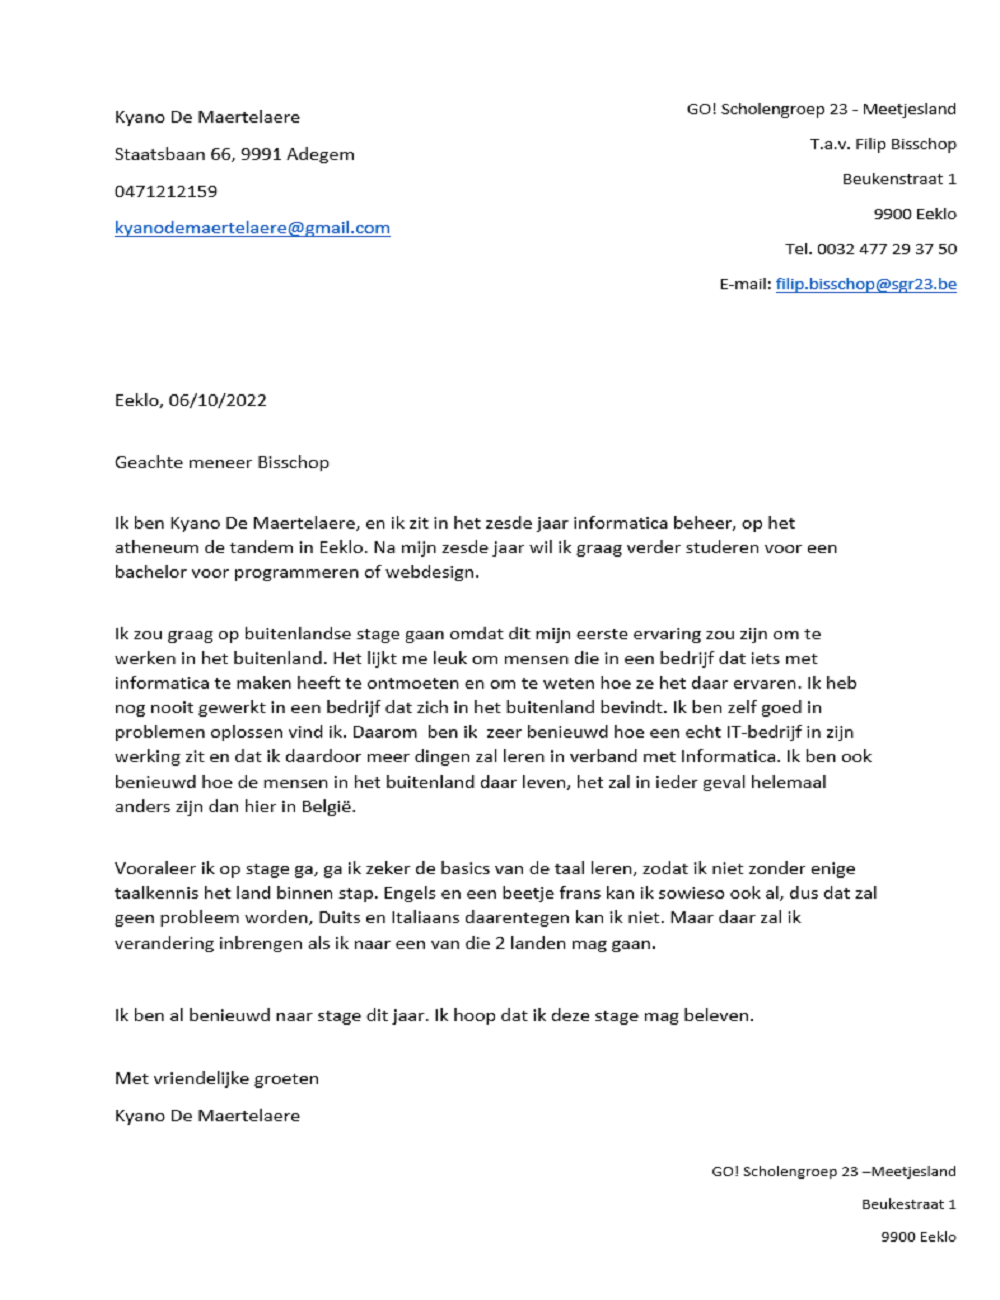 Kyano De Maertelaere
Staatsbaan 66, 9991 Adegem
0471212159
kyanodemaertelaere@gmail.com
GO! Scholengroep 23 - Meetjesland
T.a.v. Filip Bisschop
Beukenstraat 1
9900 Eeklo
Tel. 0032 477 29 37 50
E-mail: filip.bisschop@sgr23.be
Eeklo, 06/10/2022
Geachte meneer Bisschop
Ik ben Kyano De Maertelaere, en ik zit in het zesde jaar informatica beheer, op het
atheneum de tandem in Eeklo. Na mijn zesde jaar wil ik graag verder studeren voor een
bachelor voor programmeren of webdesign.
Ik zou graag op buitenlandse stage gaan omdat dit mijn eerste ervaring zou zijn om te
werken in het buitenland. Het lijkt me leuk om mensen die in een bedrijf dat iets met
informatica te maken heeft te ontmoeten en om te weten hoe ze het daar ervaren. Ik heb
nog nooit gewerkt in een bedrijf dat zich in het buitenland bevindt. Ik ben zelf goed in
problemen oplossen vind ik. Daarom  ben ik  zeer benieuwd hoe een echt IT-bedrijf in zijn
werking zit en dat ik daardoor meer dingen zal leren in verband met Informatica. Ik ben ook
benieuwd hoe de mensen in het buitenland daar leven, het zal in ieder geval helemaal
anders zijn dan hier in België.
Vooraleer ik op stage ga, ga ik zeker de basics van de taal leren, zodat ik niet zonder enige
taalkennis het land binnen stap. Engels en een beetje frans kan ik sowieso ook al, dus dat zal
geen probleem worden, Duits en Italiaans daarentegen kan ik niet. Maar daar zal ik
verandering inbrengen als ik naar een van die 2 landen mag gaan.
Ik ben al benieuwd naar stage dit jaar. Ik hoop dat ik deze stage mag beleven.
Met vriendelijke groeten
Kyano De Maertelaere
GO! Scholengroep 23 –Meetjesland
Beukestraat 1
9900 Eeklo